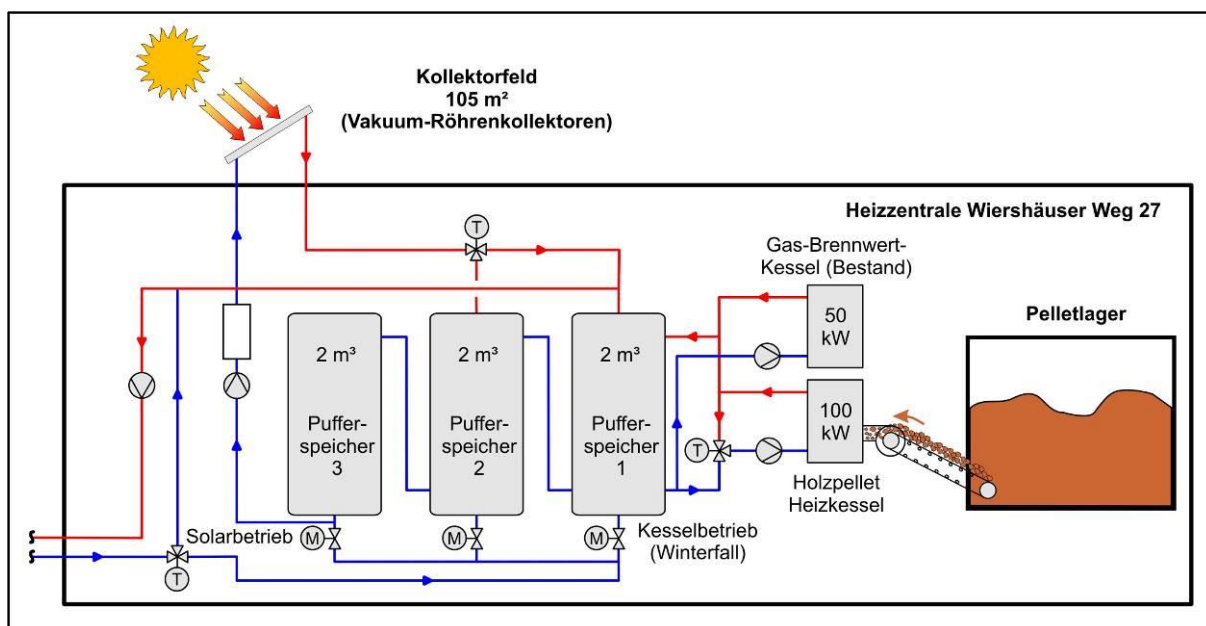 Kollektorfeld
105 m²
(Vakuum-Röhrenkollektoren)
Heizzentrale Wiershäuser Weg 27
T
Gas-Brennwert-
Kessel (Bestand)
50
kW
Pelletlager
2 m³
Puffer-
speicher
3
2 m³
Puffer-
speicher
2
2 m³
Puffer-
speicher
1
T
100
kW
Holzpellet
Heizkessel
Solarbetrieb
M
M
M
Kesselbetrieb
(Winterfall)
T